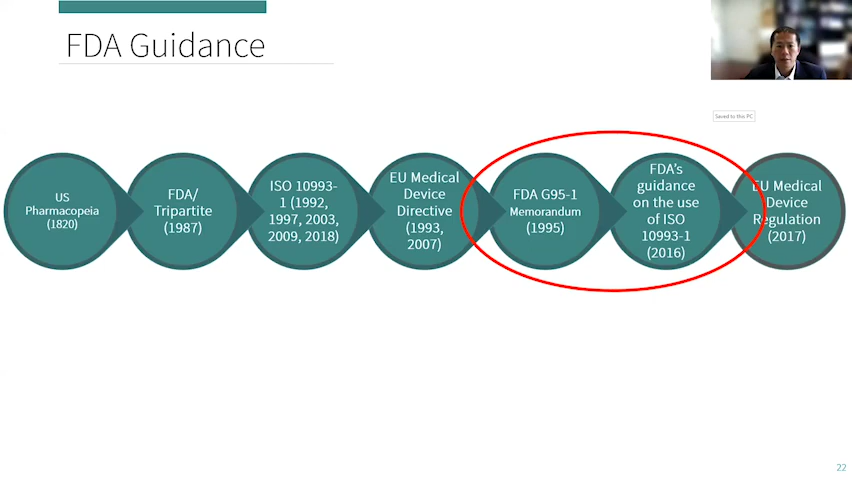 FDA Guidance
Saved to this PC
US
Pharmacopeia
(1820)
FDA/
Tripartite
(1987)
ISO 10993-
1 (1992,
1997, 2003,
2009, 2018)
EU Medical
Device
Directive
(1993,
2007)
FDA G95-1
Memorandum
(1995)
FDA's
guidance
on the use
of ISO
10993-1
(2016)
EU Medical
Device
Regulation
(2017)
22